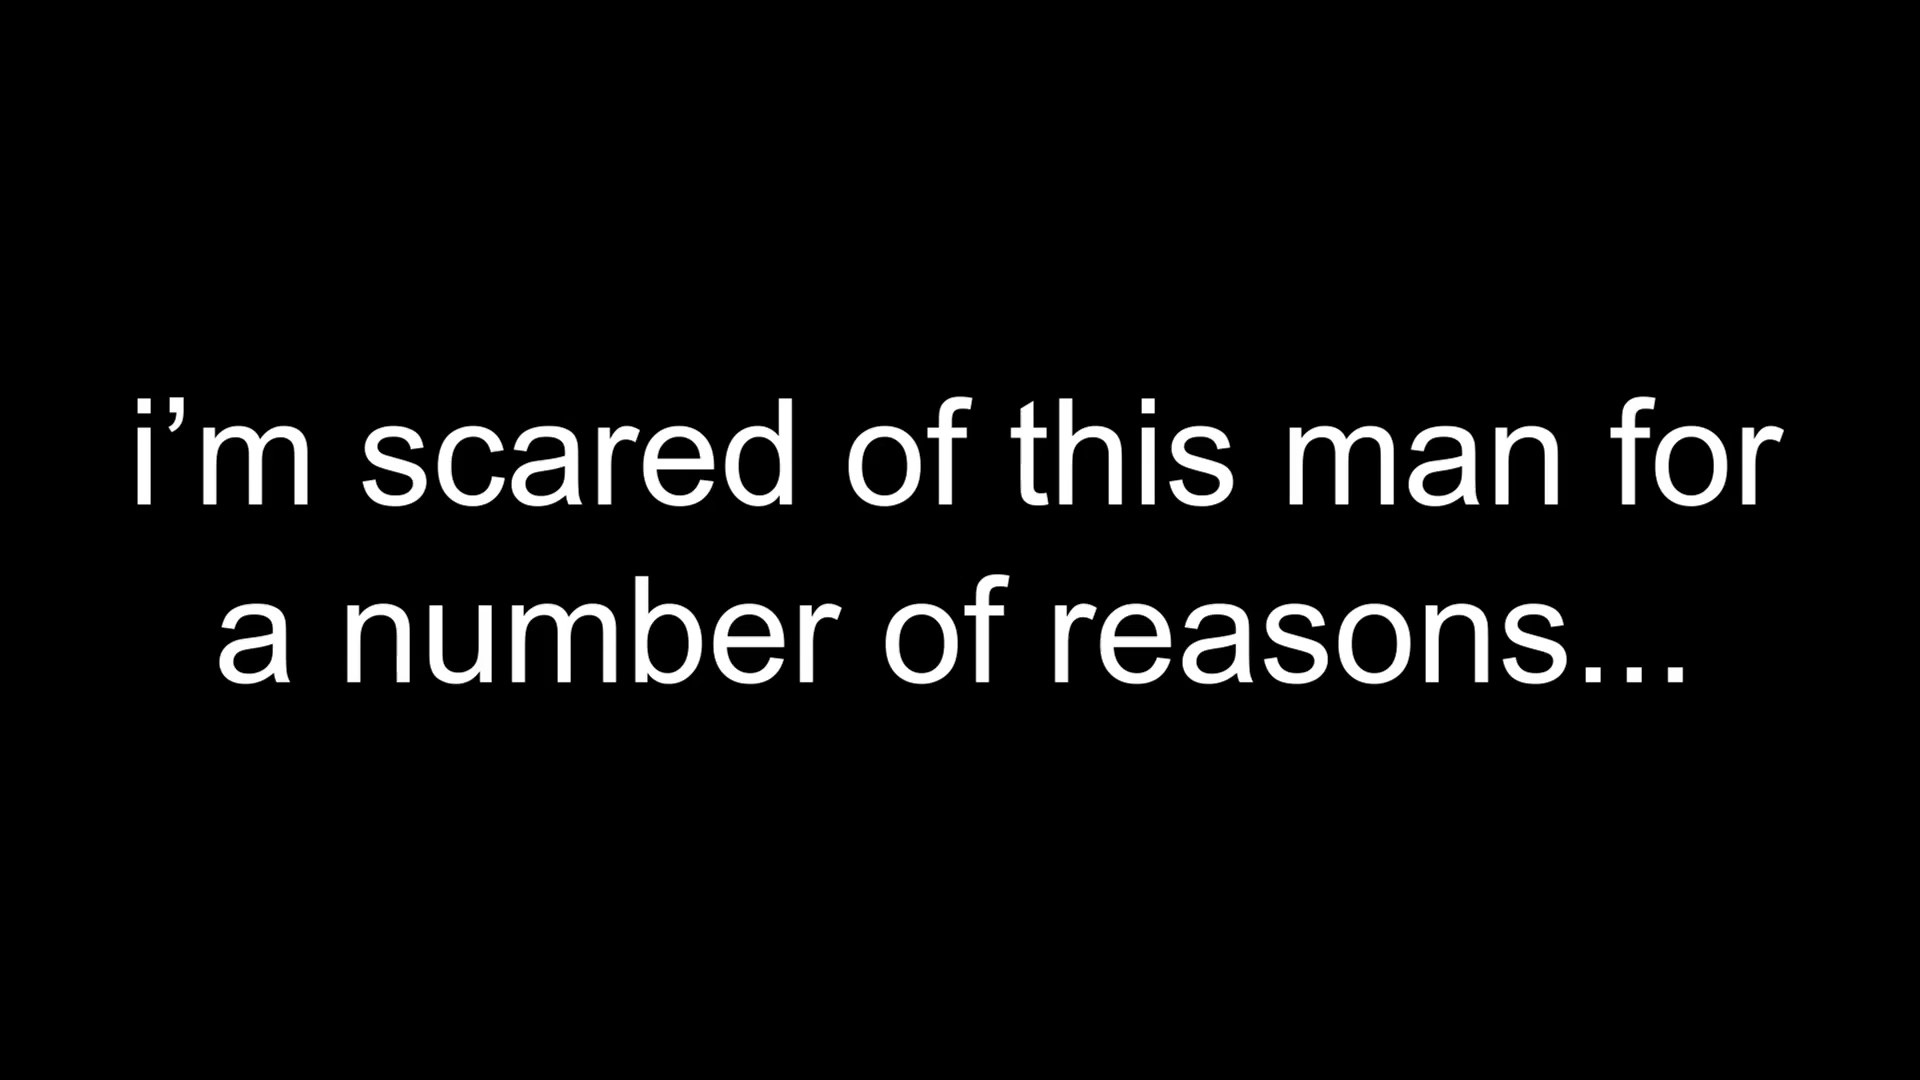 i’m scared of this man for
a number of reasons...